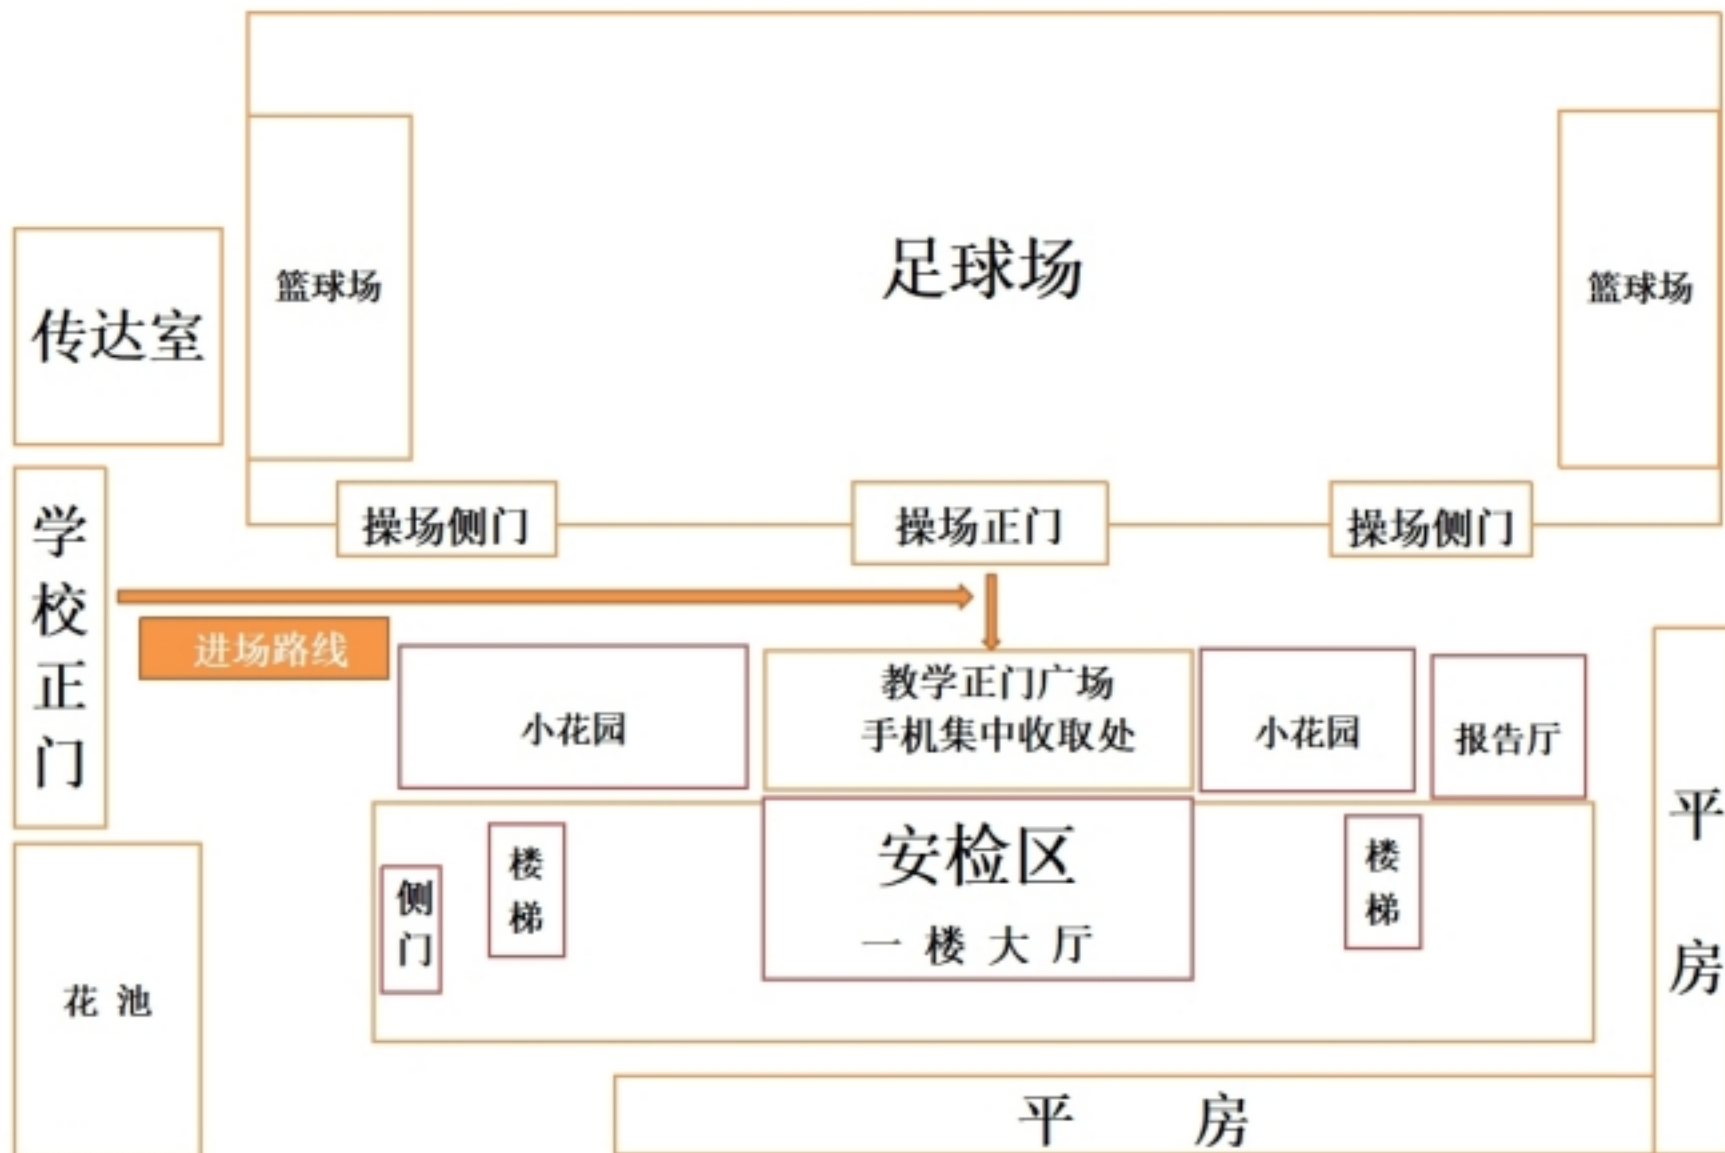 足球场
篮球场
篮球场
传达室
学校正门
操场侧门
操场正门
操场侧门
进场路线
小花园
教学正门广场
手机集中收取处
小花园
报告厅
平房
安检区
一楼大厅
楼梯
楼梯
侧门
花池
平房